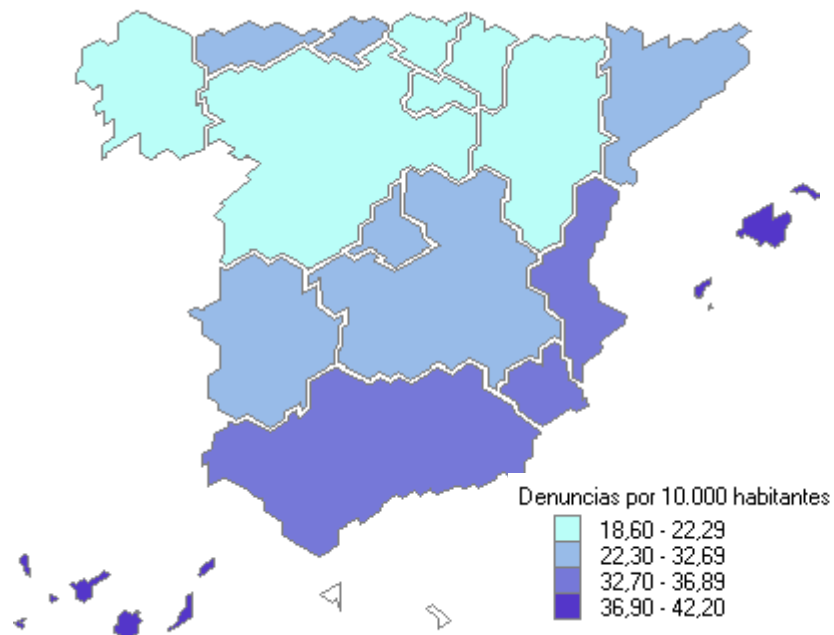 Denuncias por 10.000 habitantes
18,60 - 22,29
22,30 - 32,69
32,70 - 36,89
36,90 - 42,20